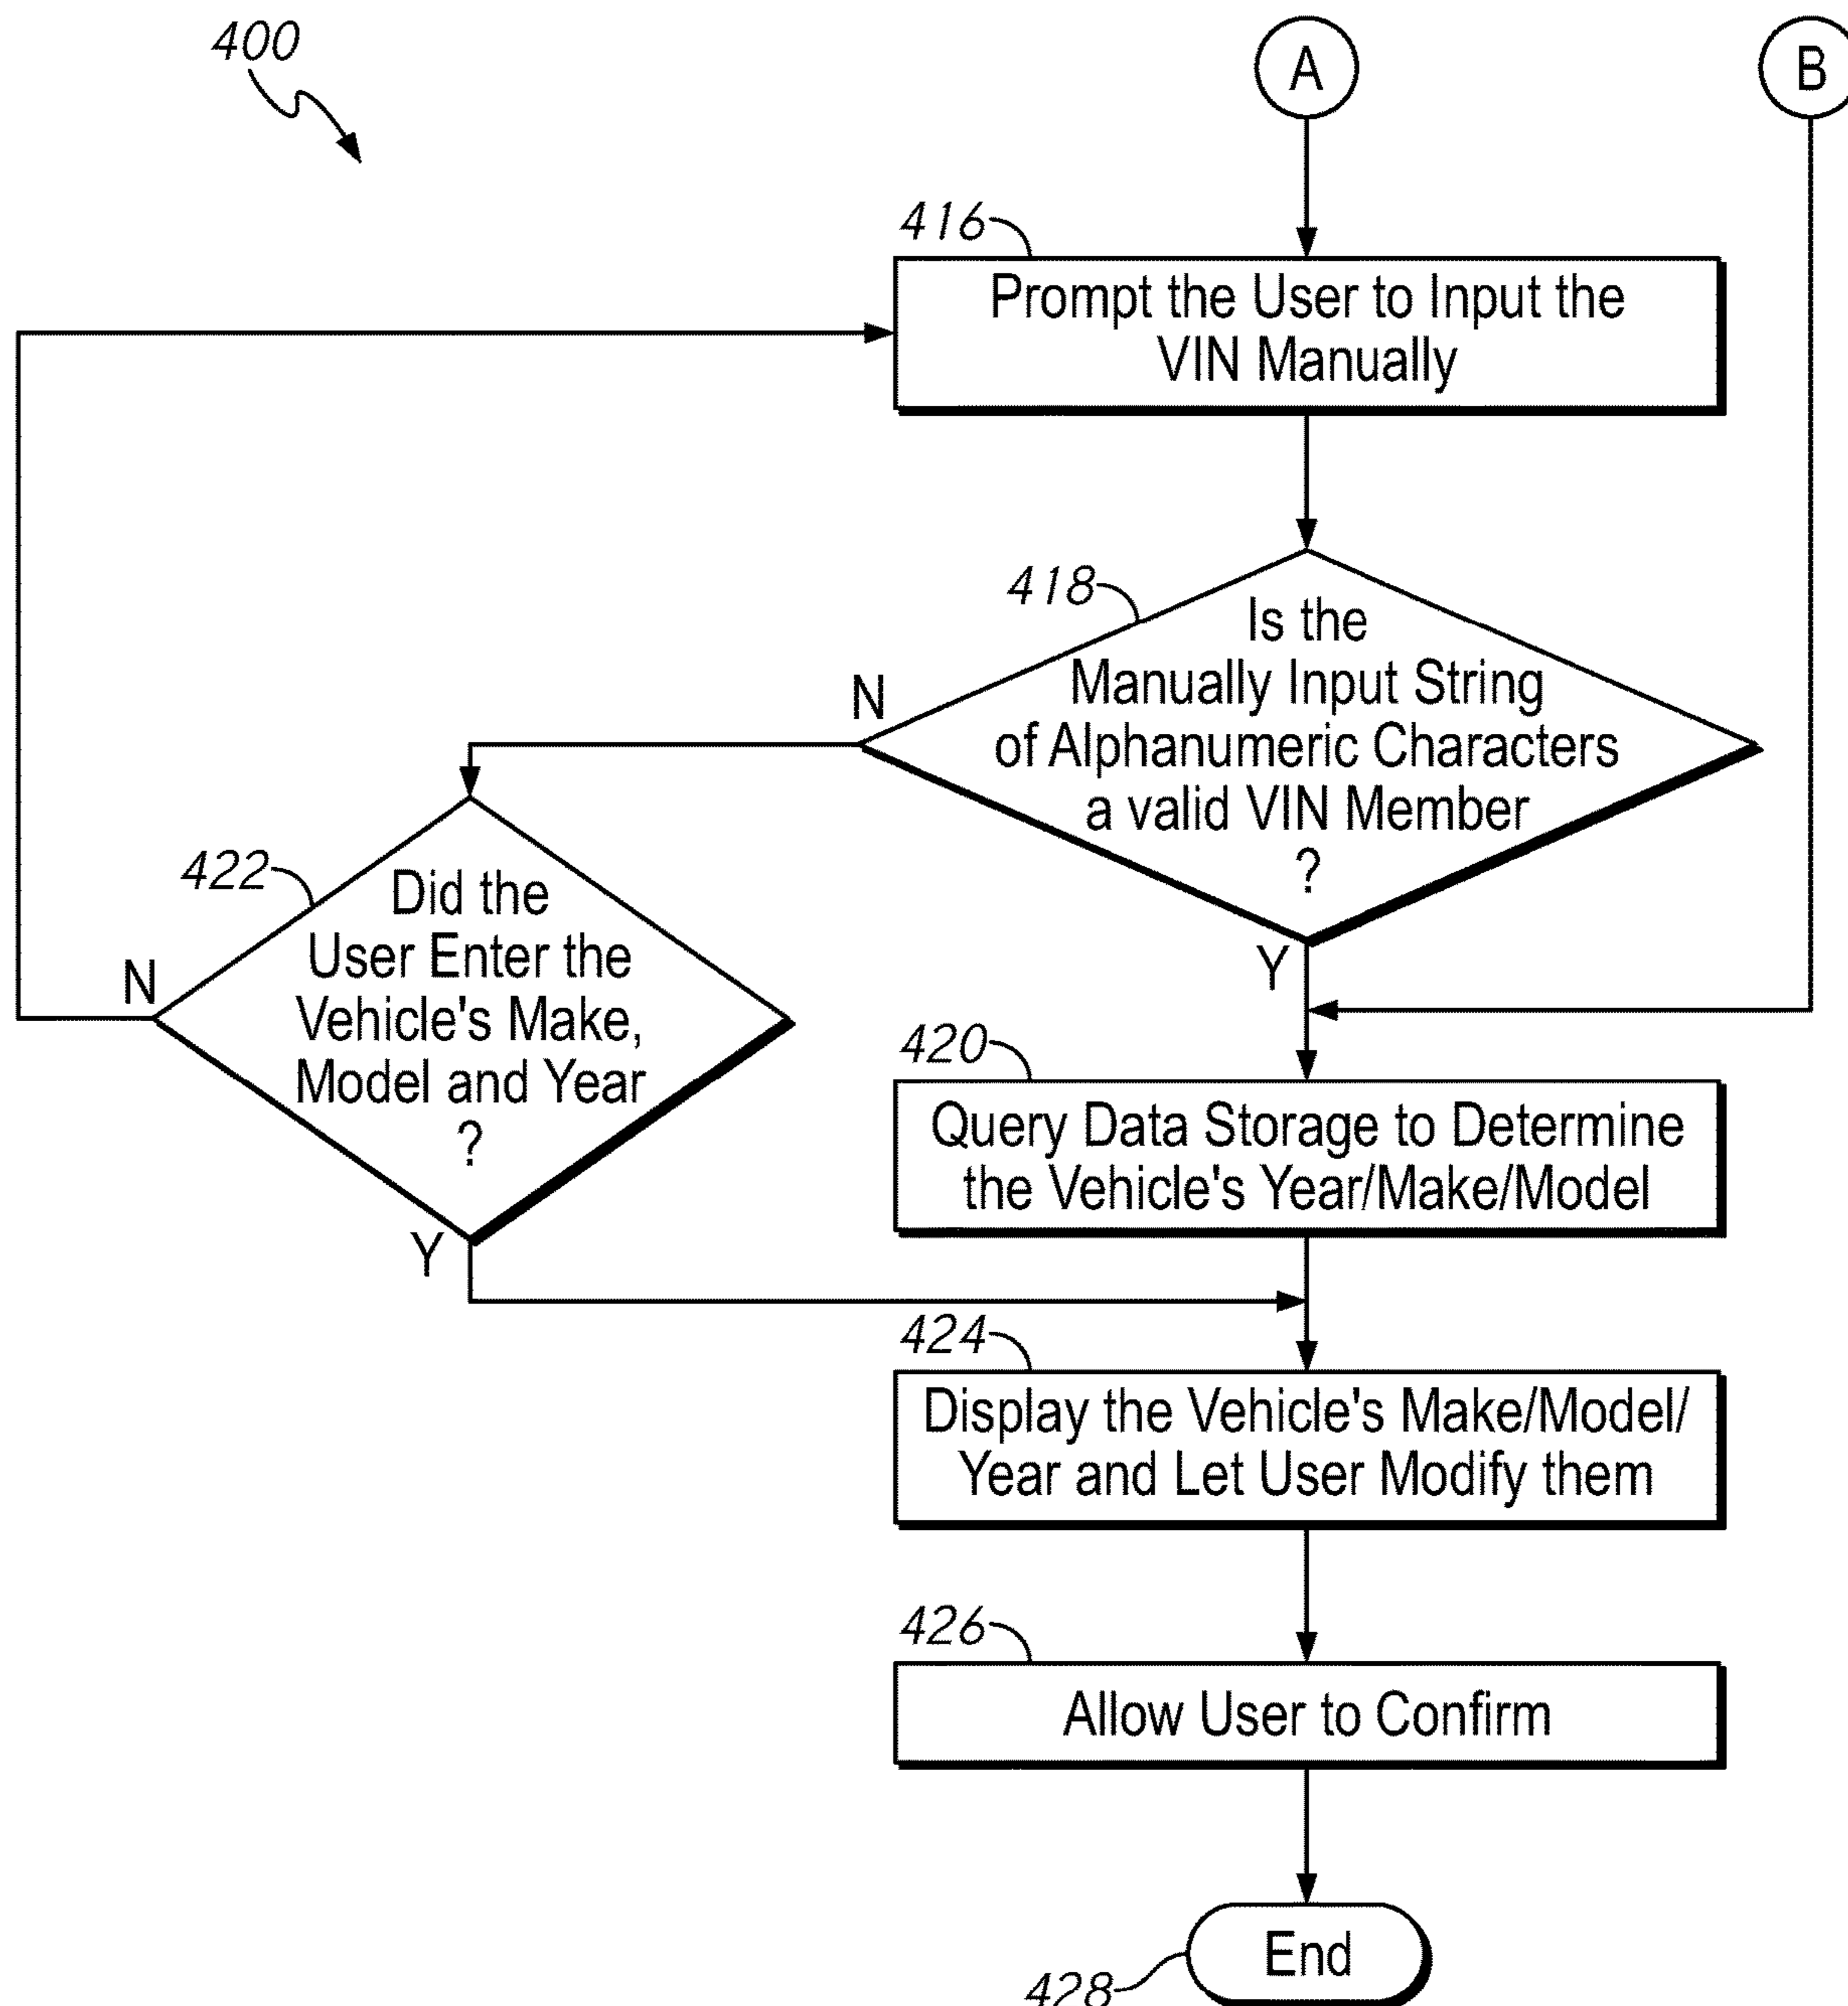 400
A
B
416
Prompt the User to Input the
VIN Manually
418
Is the
Manually Input String
of Alphanumeric Characters
a valid VIN Member
?
N
Y
422
Did the
User Enter the
Vehicle's Make,
Model and Year
?
N
Y
420
Query Data Storage to Determine
the Vehicle's Year/Make/Model
424
Display the Vehicle's Make/Model/
Year and Let User Modify them
426
Allow User to Confirm
End
428